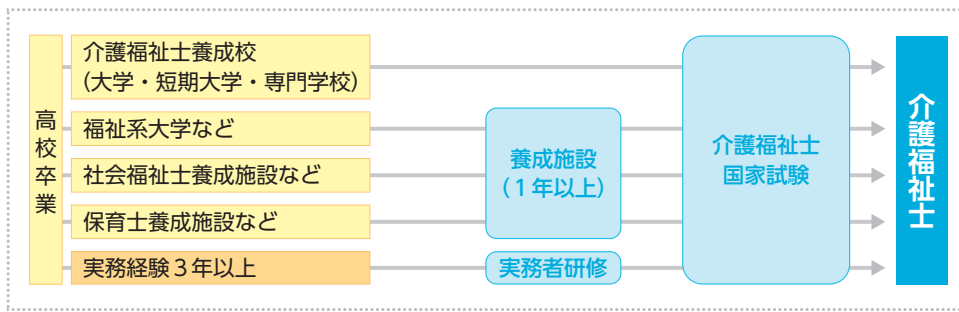 高校卒業
介護福祉士養成校
(大学・短期大学・専門学校)
福祉系大学など
社会福祉士養成施設など
保育士養成施設など
実務経験３年以上
養成施設
(１年以上)
実務者研修
介護福祉士
国家試験
介護福祉士